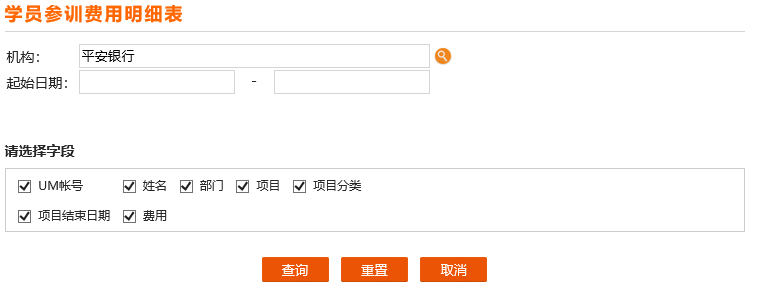 学员参训费用明细表
机构: 平安银行
起始日期: -
请选择字段
UM帐号 姓名 部门 项目 项目分类
项目结束日期 费用
查询 重置 取消